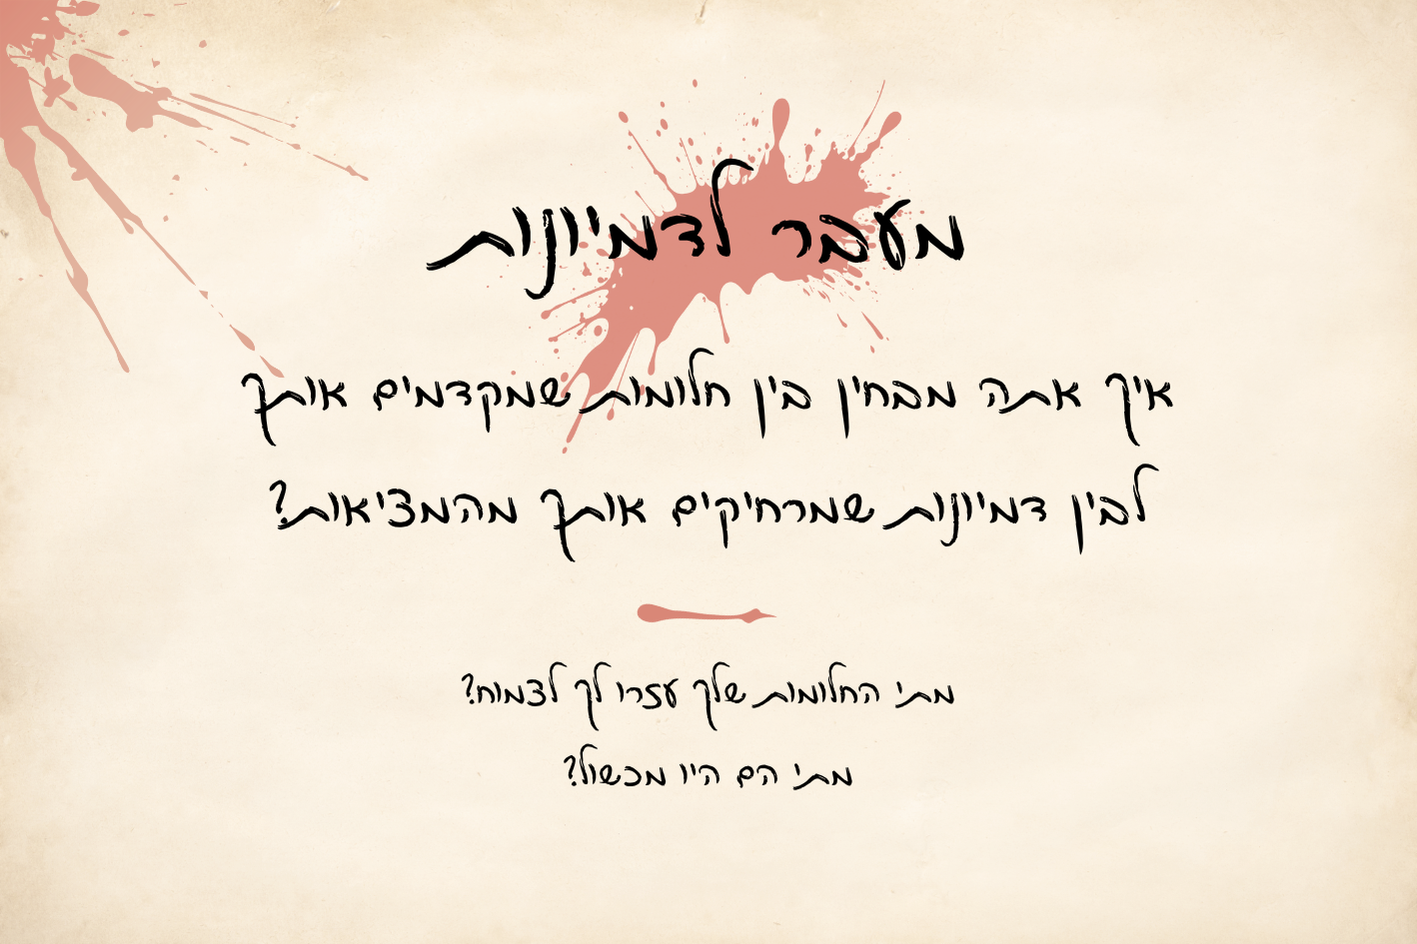 מעבר לדמיונות
איך אתה מבחין בין חלומות שמקדמים אותך
לבין דמיונות שמרחיקים אותך מהמציאות?
מתי החלומות שלך עזרו לך לצמוח?
מתי הם היו מכשול?